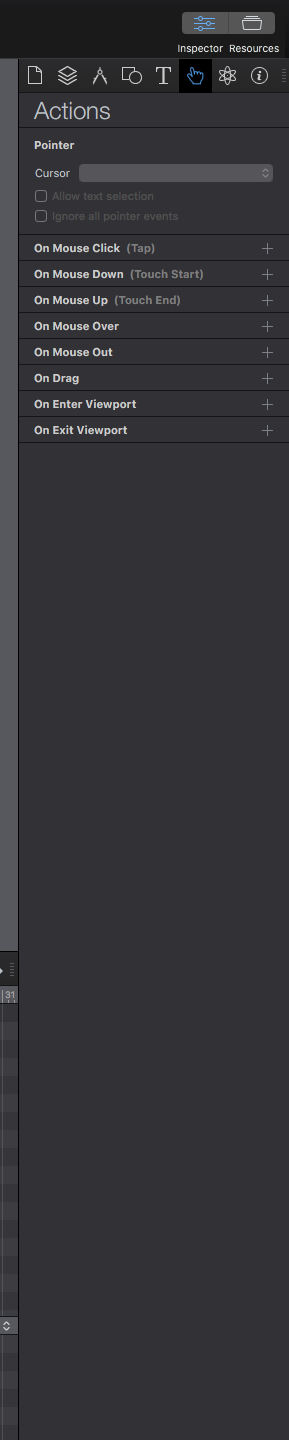 Inspector Resources
Actions
Pointer
Cursor
Allow text selection
Ignore all pointer events
On Mouse Click (Tap)
On Mouse Down (Touch Start)
On Mouse Up (Touch End)
On Mouse Over
On Mouse Out
On Drag
On Enter Viewport
On Exit Viewport
31